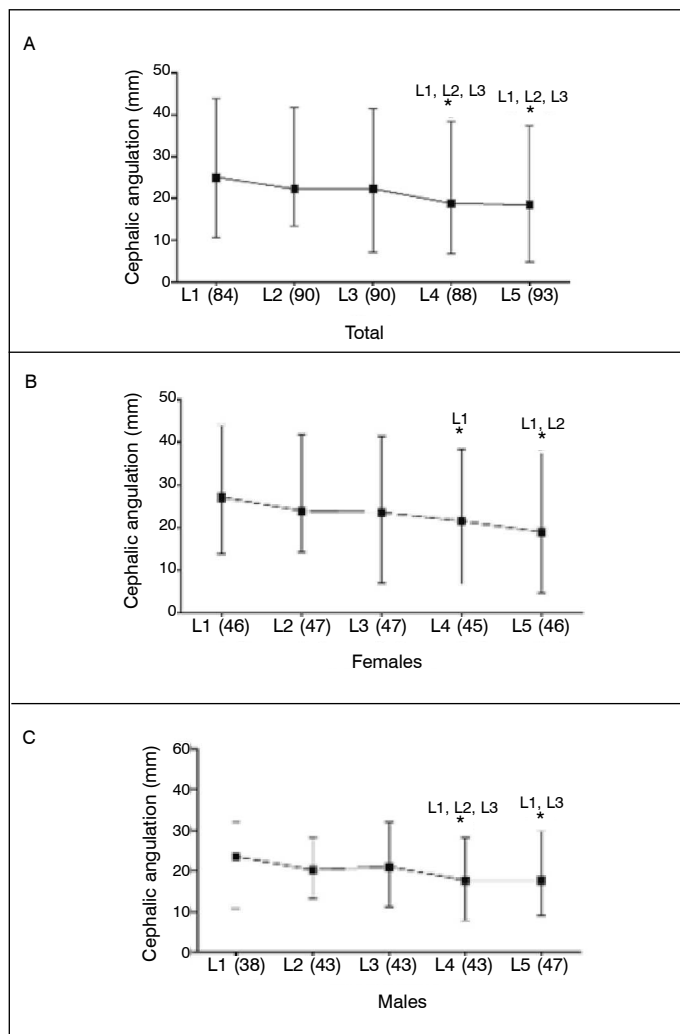 A
Cephalic angulation (mm)
50
40
30
20
10
0
L1, L2, L3
*
L1, L2, L3
*
L1 (84) L2 (90) L3 (90) L4 (88) L5 (93)
Total
B
Cephalic angulation (mm)
50
40
30
20
10
0
L1
*
L1, L2
*
L1 (46) L2 (47) L3 (47) L4 (45) L5 (46)
Females
C
Cephalic angulation (mm)
60
40
30
20
10
0
L1, L2, L3
*
L1, L3
*
L1 (38) L2 (43) L3 (43) L4 (43) L5 (47)
Males